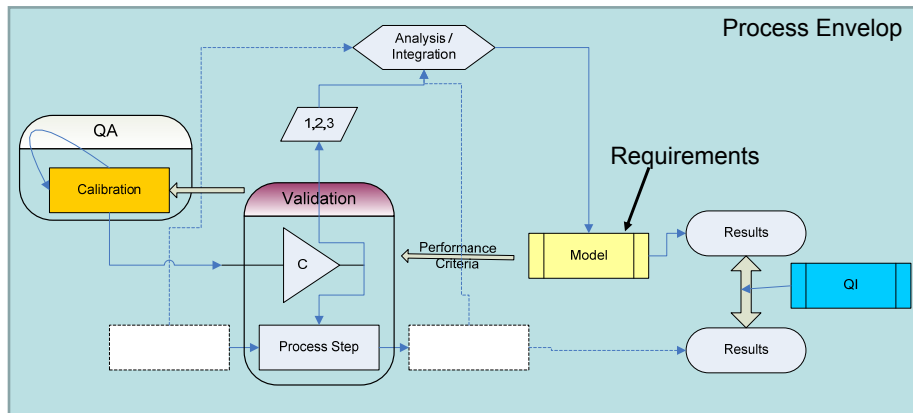 Process Envelop
Analysis /
Integration
1,2,3
QA
Calibration
Requirements
Validation
Performance
Criteria
Model
Results
C
QI
Process Step
Results